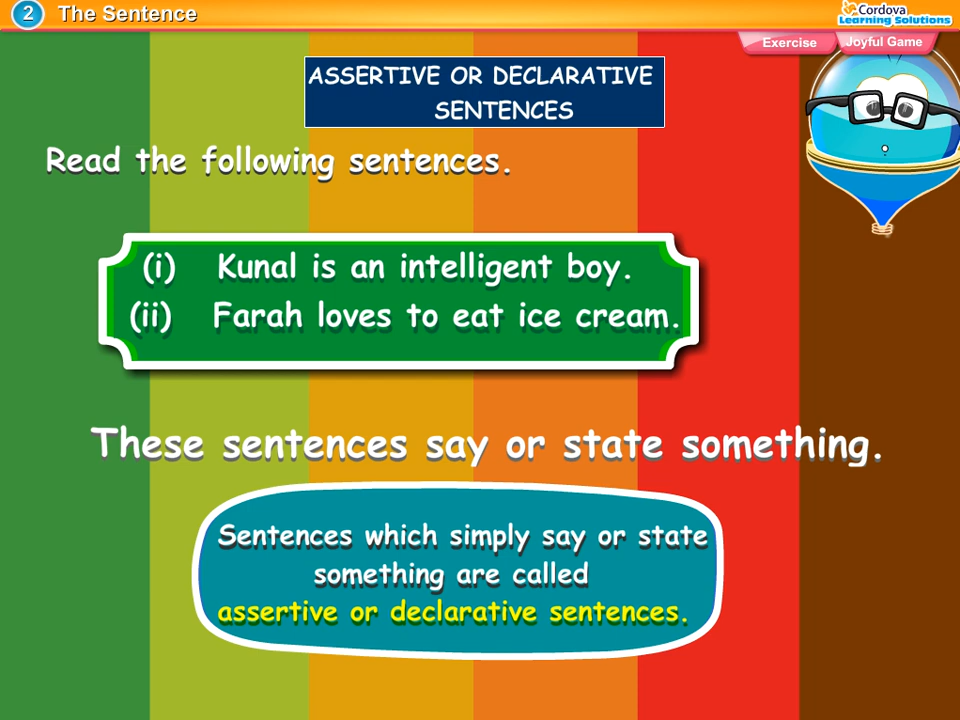 2 The Sentence
Cordova
Learning Solutions
Exercise
Joyful Game
ASSERTIVE OR DECLARATIVE
SENTENCES
Read the following sentences.
(i) Kunal is an intelligent boy.
(ii) Farah loves to eat ice cream.
These sentences say or state something.
Sentences which simply say or state
something are called
assertive or declarative sentences.